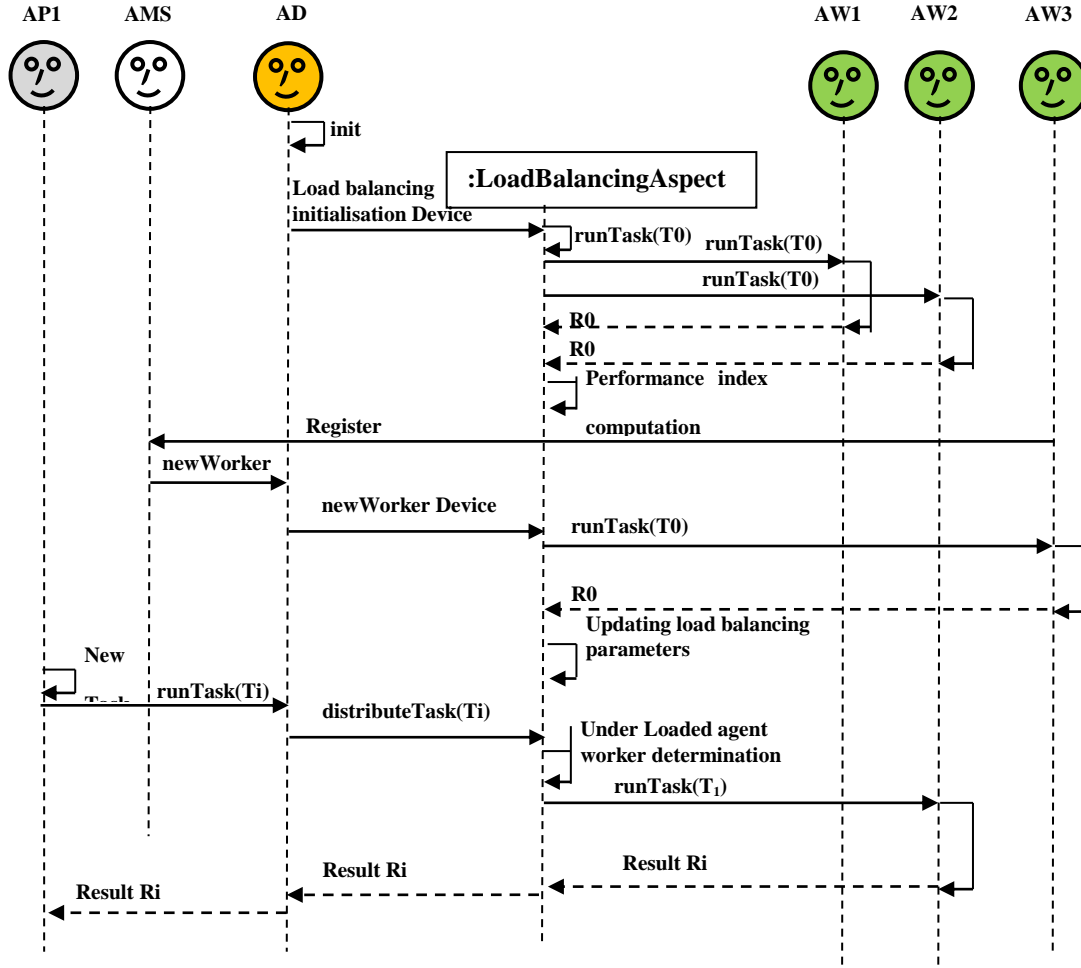 AP1 AMS AD AW1 AW2 AW3
init
:LoadBalancingAspect
Load balancing
initialisation Device
runTask(T0)
runTask(T0)
runTask(T0)
R0
R0
Performance index
Register
computation
newWorker
newWorker Device
runTask(T0)
R0
Updating load balancing
parameters
New
Task
runTask(Ti)
distributeTask(Ti)
Under Loaded agent
worker determination
runTask(T₁)
Result Ri
Result Ri
Result Ri